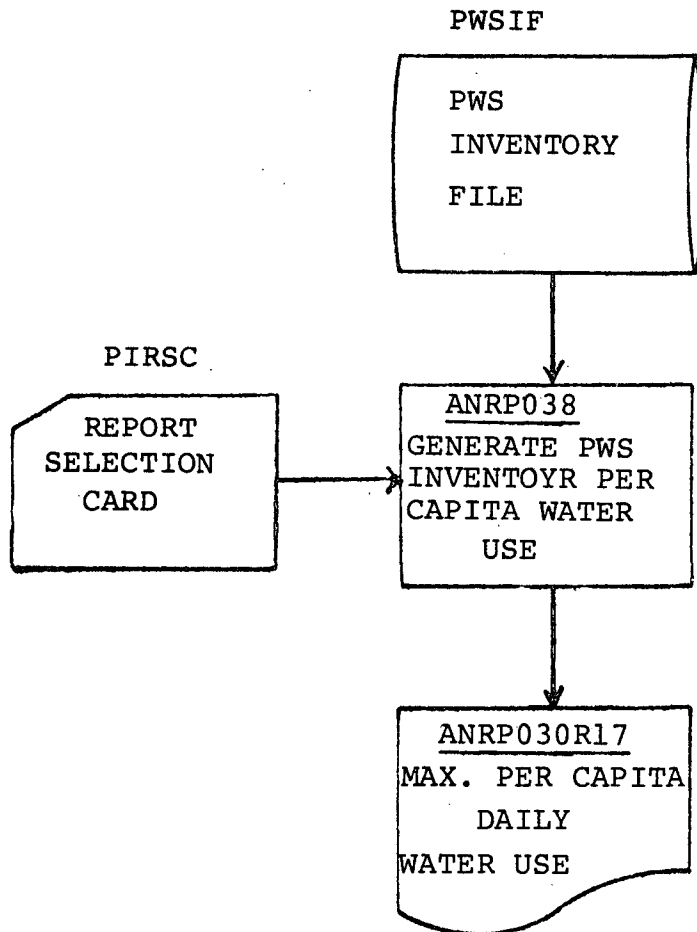 PWSIF
PWS
INVENTORY
FILE
PIRSC
REPORT
SELECTION
CARD
ANRP038
GENERATE PWS
INVENTOYR PER
CAPITA WATER
USE
ANRP030R17
MAX. PER CAPITA
DAILY
WATER USE